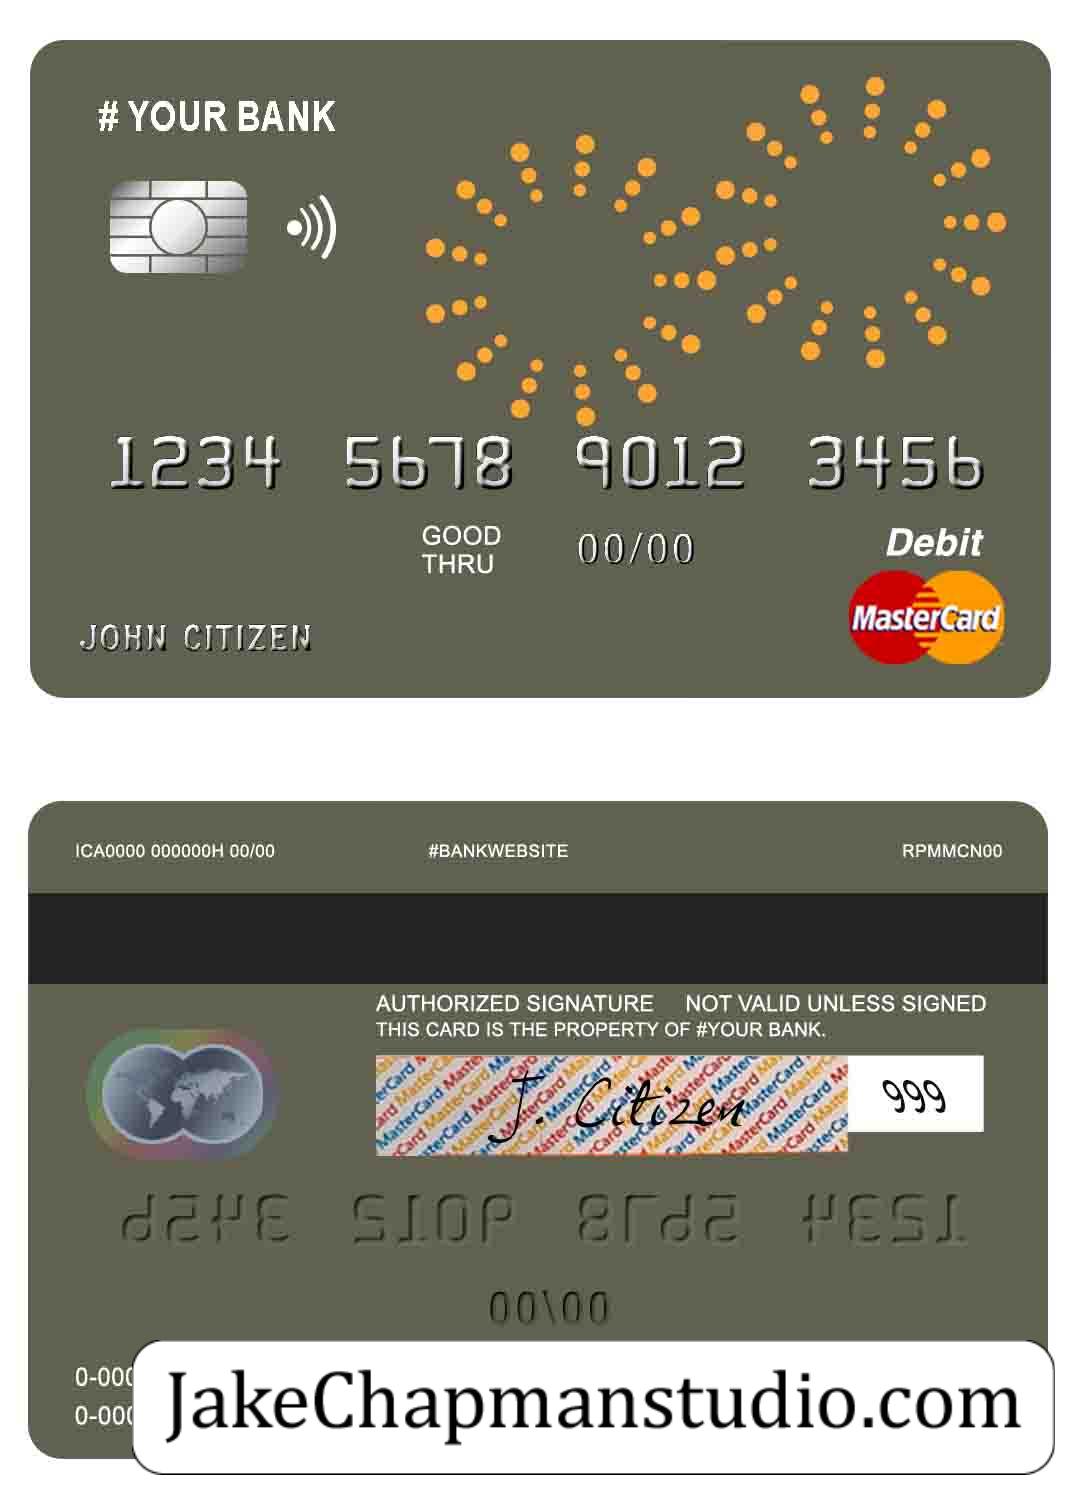 # YOUR BANK
1234 5678 9012 3456
GOOD
THRU
00/00
Debit
MasterCard
JOHN CITIZEN
ICA0000 000000H 00/00 #BANKWEBSITE RPMMCN00
AUTHORIZED SIGNATURE NOT VALID UNLESS SIGNED
THIS CARD IS THE PROPERTY OF #YOUR BANK.
J. Citizen
999
00\00
0-000
0-000
JakeChapmanstudio.com